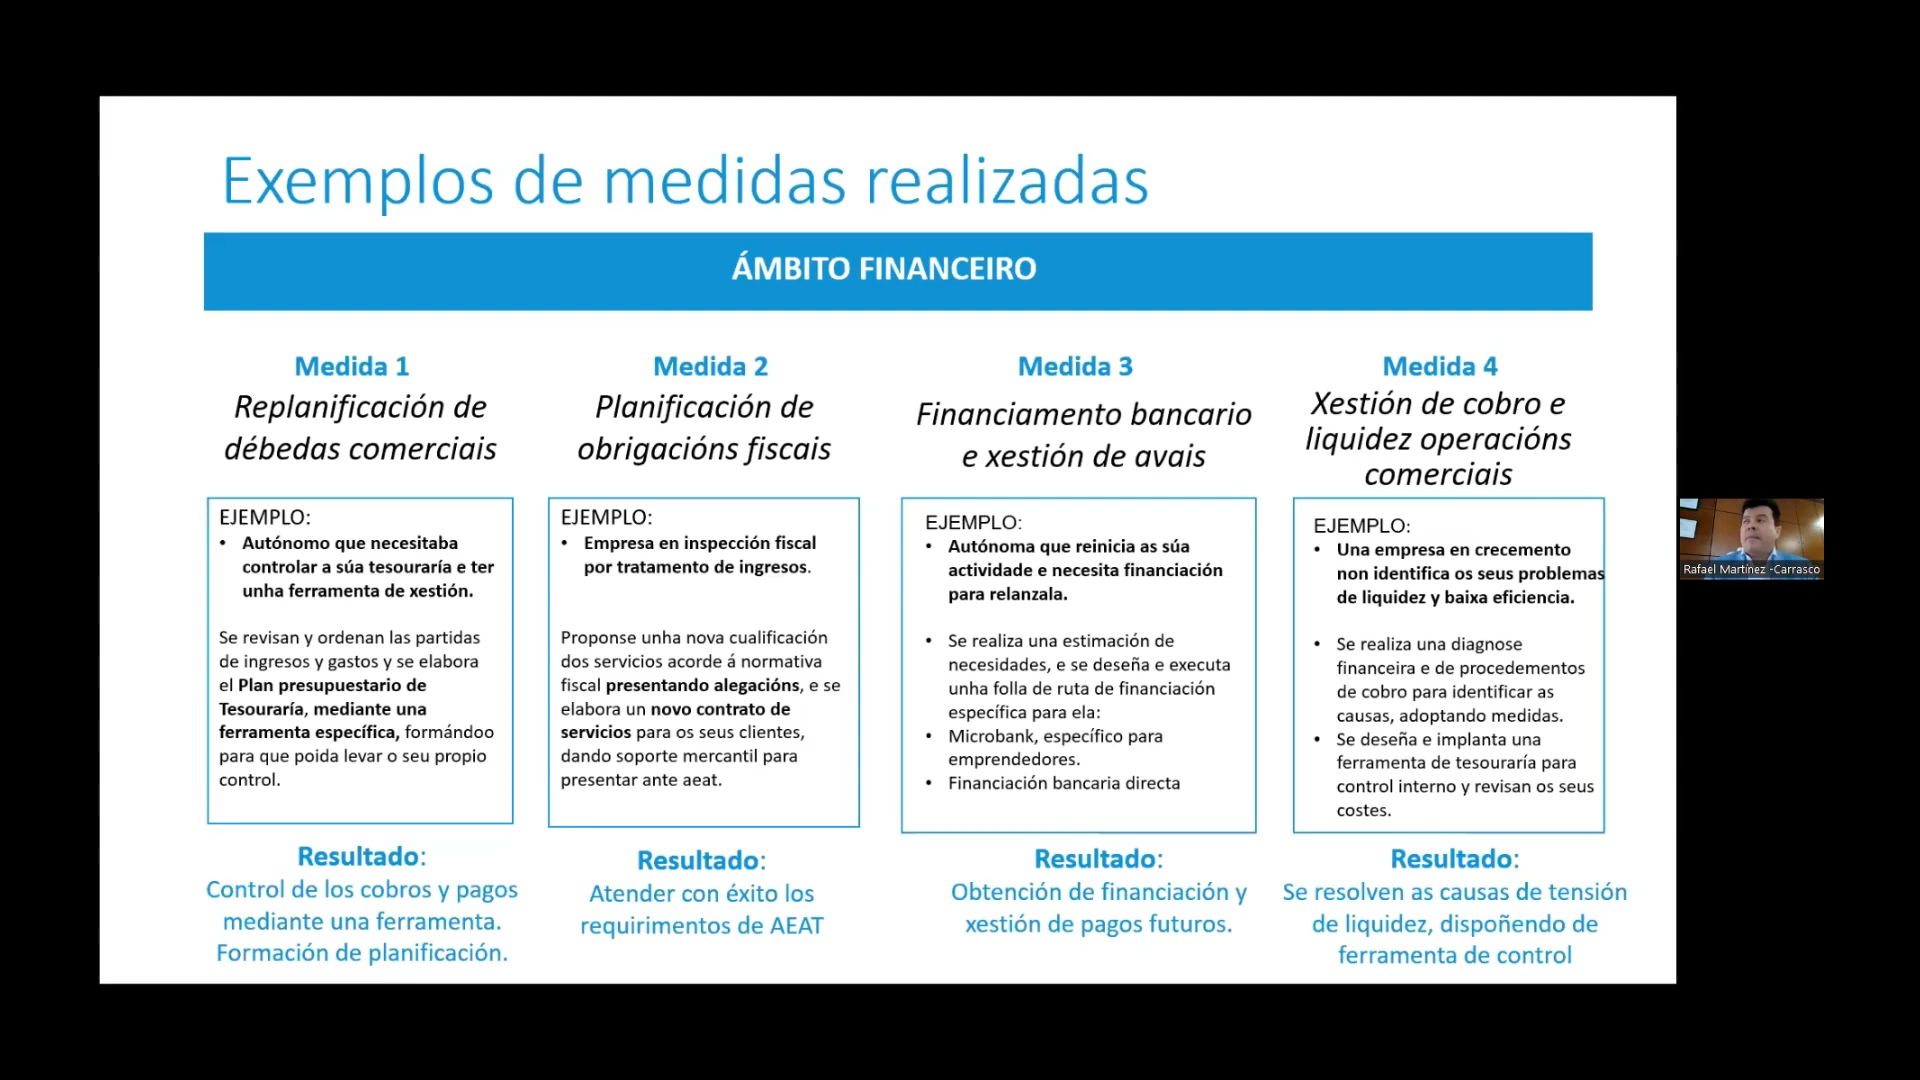 Exemplos de medidas realizadas
ÁMBITO FINANCEIRO
Medida 1
Replanificación de
débedas comerciais
EJEMPLO:
• Autónomo que necesitaba
controlar a súa tesouraría e ter
unha ferramenta de xestión.
Se revisan y ordenan las partidas
de ingresos y gastos y se elabora
el Plan presupuestario de
Tesouraría, mediante una
ferramenta específica, formándoo
para que poida levar o seu propio
control.
Resultado:
Control de los cobros y pagos
mediante una ferramenta.
Formación de planificación.
Medida 2
Planificación de
obrigacións fiscais
EJEMPLO:
• Empresa en inspección fiscal
por tratamento de ingresos.
Proponse unha nova cualificación
dos servicios acorde á normativa
fiscal presentando alegacións, e se
elabora un novo contrato de
servicios para os seus clientes,
dando soporte mercantil para
presentar ante aeat.
Resultado:
Atender con éxito los
requirimentos de AEAT
Medida 3
Financiamento bancario
e xestión de avais
EJEMPLO:
• Autónoma que reinicia as súa
actividade e necesita financiación
para relanzala.
• Se realiza una estimación de
necesidades, e se deseña e executa
unha folla de ruta de financiación
específica para ela:
• Microbank, específico para
emprendedores.
• Financiación bancaria directa
Resultado:
Obtención de financiación y
xestión de pagos futuros.
Medida 4
Xestión de cobro e
liquidez operacións
comerciais
EJEMPLO:
• Una empresa en crecemento
non identifica os seus problemas
de liquidez y baixa eficiencia.
• Se realiza una diagnose
financeira e de procedementos
de cobro para identificar as
causas, adoptando medidas.
• Se deseña e implanta una
ferramenta de tesouraría para
control interno y revisan os seus
costes.
Resultado:
Se resolven as causas de tensión
de liquidez, dispoñendo de
ferramenta de control
Rafael Martínez -Carrasco